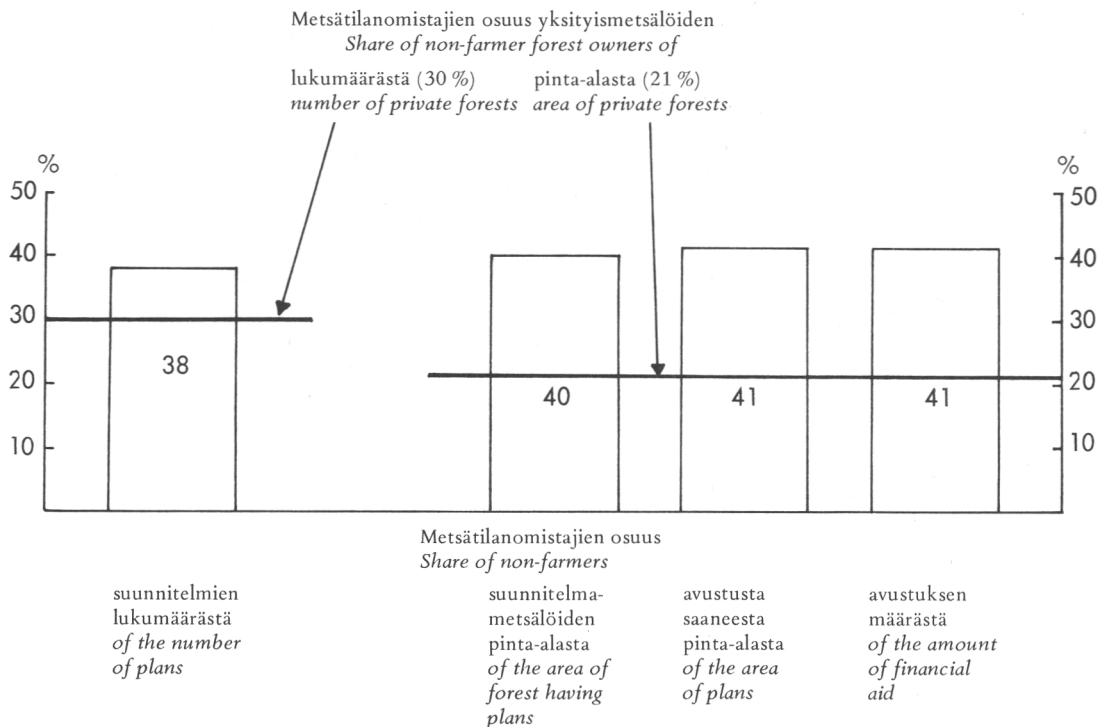 Metsätilanomistajien osuus yksityismetsälöiden
Share of non-farmer forest owners of
lukumäärästä (30 %)
number of private forests
pinta-alasta (21 %)
area of private forests
%
50
40
30
20
10
%
50
40
30
20
10
38
40
41
41
Metsätilanomistajien osuus
Share of non-farmers
suunnitelmien
lukumäärästä
of the number
of plans
suunnitelma-
metsälöiden
pinta-alasta
of the area of
forest having
plans
avustusta
saaneesta
pinta-alasta
of the area
of plans
avustuksen
määrästä
of the amount
of financial
aid